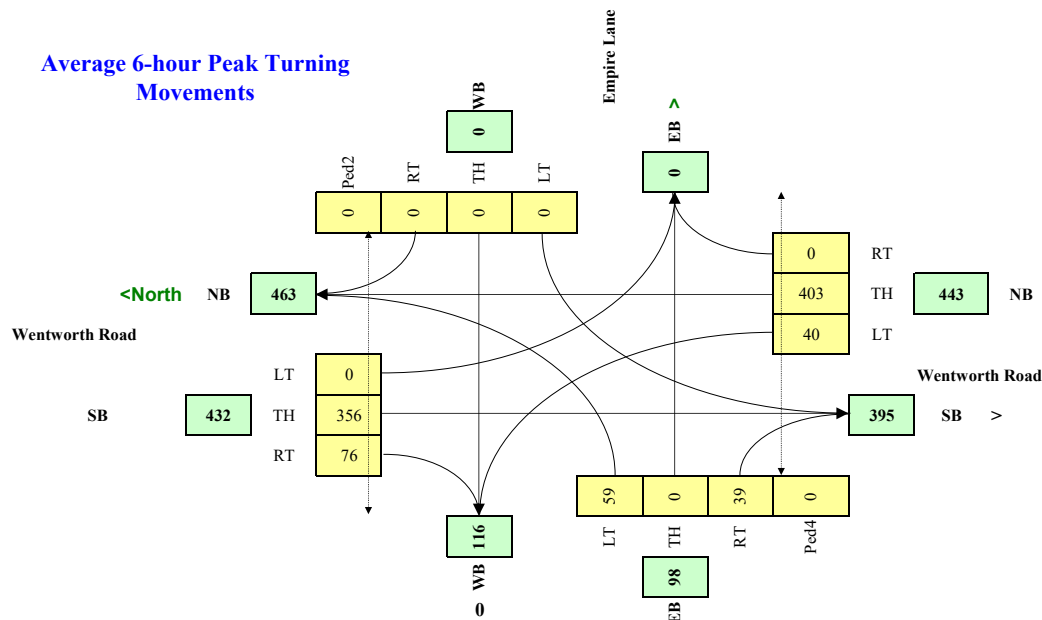 Average 6-hour Peak Turning
Movements
Empire Lane
WB
0
EB >
0
Ped2
RT
TH
LT
0
0
0
0
0
RT
403
TH
40
LT
443
NB
<North
NB
463
Wentworth Road
LT
0
SB
432
TH
356
RT
76
Wentworth Road
395
SB
>
59
0
39
0
LT
TH
RT
Ped4
116
WB
0
98
EB